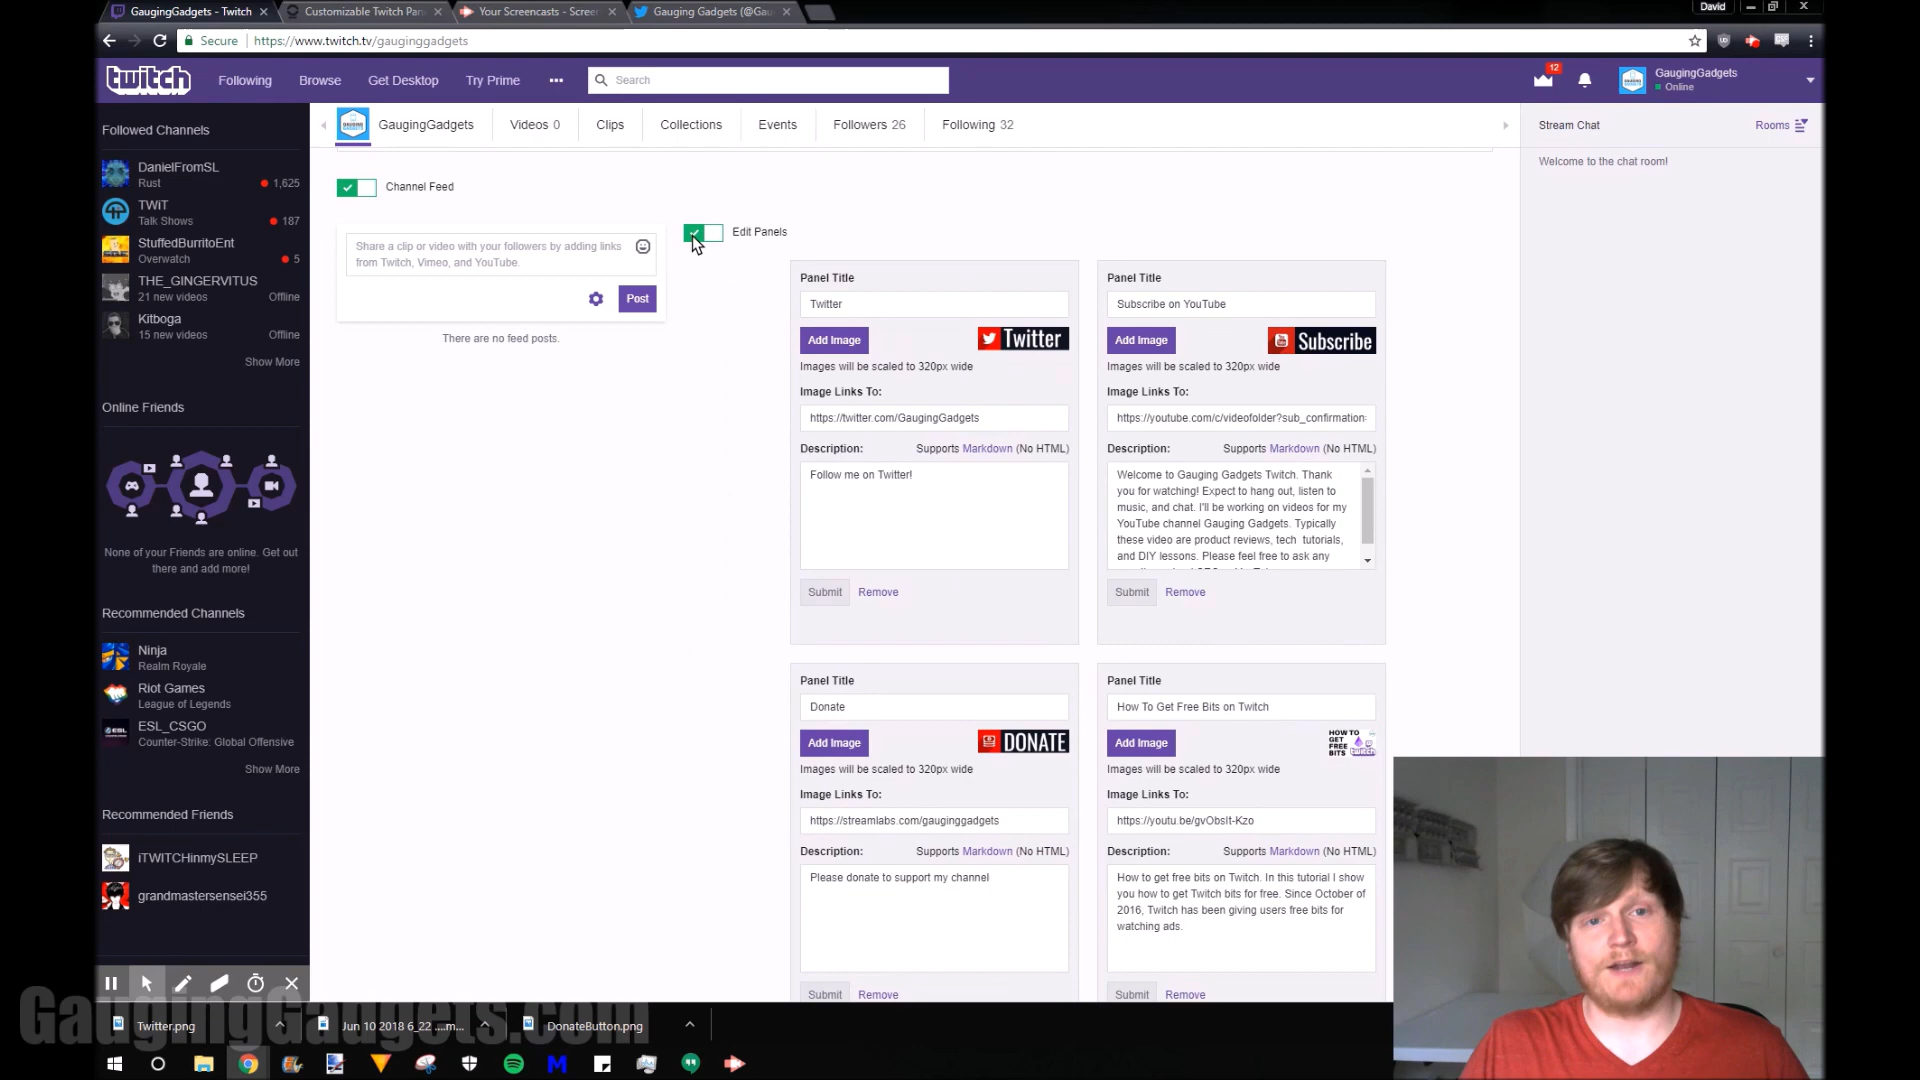 GaugingGadgets - Twitch
Customizable Twitch Pan
Your Screencasts - Screen
Gauging Gadgets (@Gau
David
Secure
https://www.twitch.tv/gauginggadgets
twitch
Following
Browse
Get Desktop
Try Prime
Search
12
GaugingGadgets
Online
Followed Channels
DanielFromSL
Rust
1,625
TWiT
Talk Shows
187
StuffedBurritoEnt
Overwatch
5
THE_GINGERVITUS
21 new videos
Offline
Kitboga
15 new videos
Offline
Show More
Online Friends
None of your Friends are online. Get out
there and add more!
Recommended Channels
Ninja
Realm Royale
Riot Games
League of Legends
ESL_CSGO
Counter-Strike: Global Offensive
Show More
Recommended Friends
iTWITCHinmySLEEP
grandmastersensei355
GaugingGadgets
Videos 0
Clips
Collections
Events
Followers 26
Following 32
Channel Feed
Share a clip or video with your followers by adding links
from Twitch, Vimeo, and YouTube.
Post
There are no feed posts.
Edit Panels
Panel Title
Twitter
Add Image
Twitter
Images will be scaled to 320px wide
Image Links To:
https://twitter.com/GaugingGadgets
Description:
Supports Markdown (No HTML)
Follow me on Twitter!
Submit
Remove
Panel Title
Subscribe on YouTube
Add Image
Subscribe
Images will be scaled to 320px wide
Image Links To:
https://youtube.com/c/videofolder?sub_confirmation=
Description:
Supports Markdown (No HTML)
Welcome to Gauging Gadgets Twitch. Thank
you for watching! Expect to hang out, listen to
music, and chat. I'll be working on videos for my
YouTube channel Gauging Gadgets. Typically
these video are product reviews, tech tutorials,
and DIY lessons. Please feel free to ask any
Submit
Remove
Panel Title
Donate
Add Image
DONATE
Images will be scaled to 320px wide
Image Links To:
https://streamlabs.com/gauginggadgets
Description:
Supports Markdown (No HTML)
Please donate to support my channel
Submit
Remove
Panel Title
How To Get Free Bits on Twitch
Add Image
HOW TO
GET
FREE
BITS
twitch
Images will be scaled to 320px wide
Image Links To:
https://youtu.be/gvObsIt-Kzo
Description:
Supports Markdown (No HTML)
How to get free bits on Twitch. In this tutorial I show
you how to get Twitch bits for free. Since October of
2016, Twitch has been giving users free bits for
watching ads.
Submit
Remove
Stream Chat
Rooms
Welcome to the chat room!
GaugingGadgets.com
Twitter.png
Jun 10 2018 6_22 ....m...
DonateButton.png